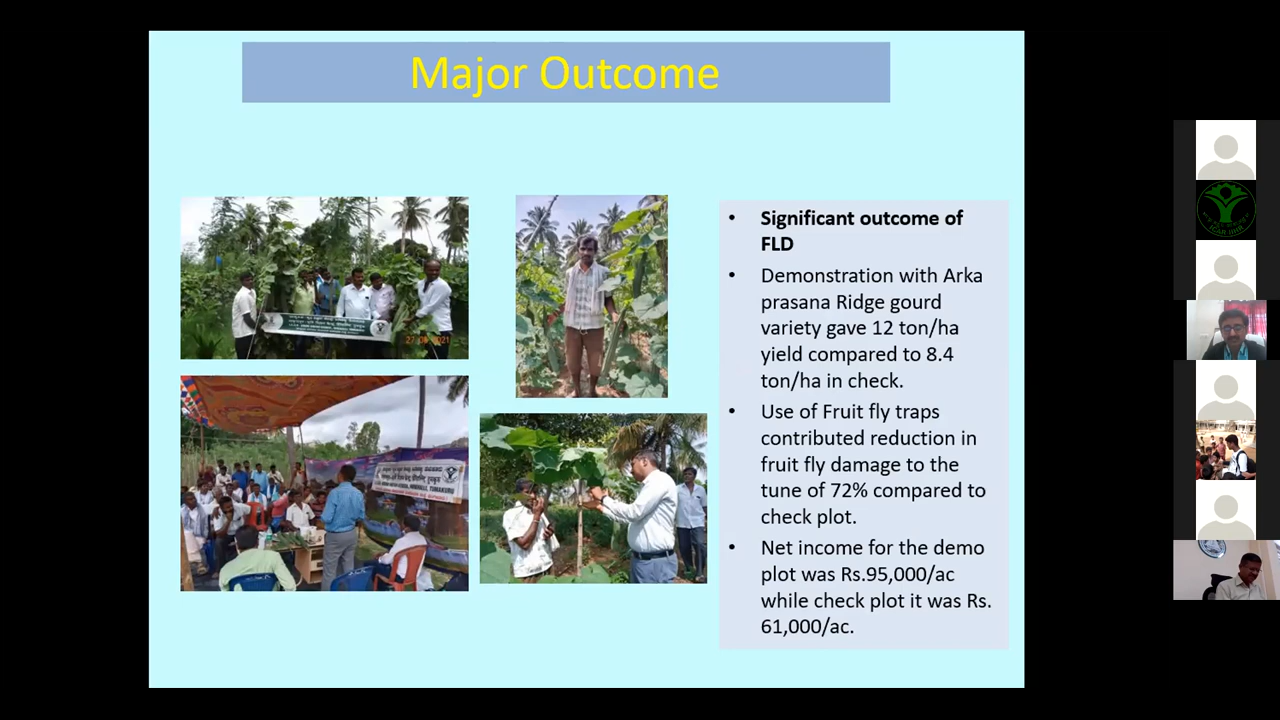 Major Outcome
27
2021
• Significant outcome of
FLD
• Demonstration with Arka
prasana Ridge gourd
variety gave 12 ton/ha
yield compared to 8.4
ton/ha in check.
• Use of Fruit fly traps
contributed reduction in
fruit fly damage to the
tune of 72% compared to
check plot.
• Net income for the demo
plot was Rs.95,000/ac
while check plot it was Rs.
61,000/ac.